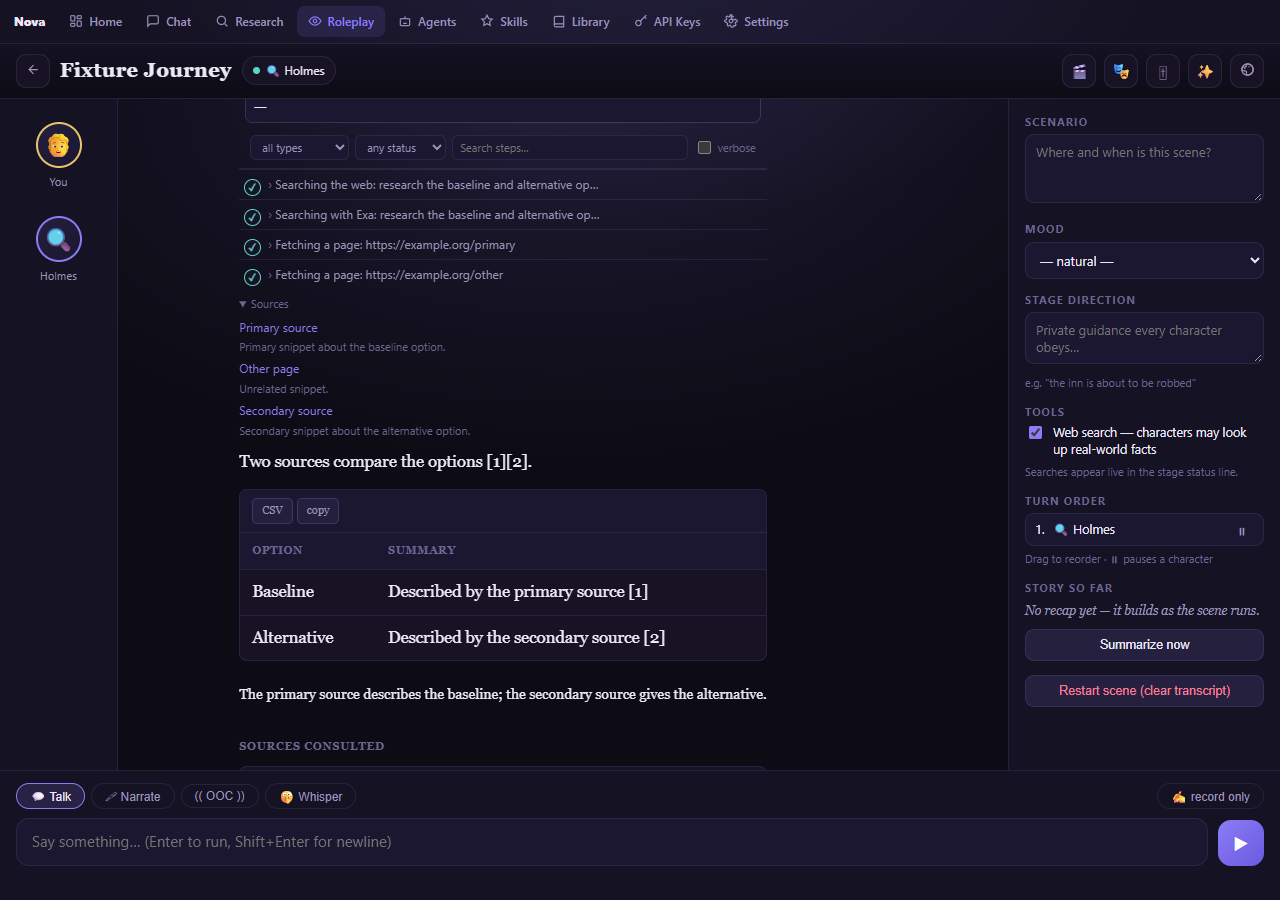 Nova
Home
Chat
Research
Roleplay
Agents
Skills
Library
API Keys
Settings
Fixture Journey
Holmes
You
Holmes
—
all types
any status
Search steps...
verbose
› Searching the web: research the baseline and alternative op...
› Searching with Exa: research the baseline and alternative op...
› Fetching a page: https://example.org/primary
› Fetching a page: https://example.org/other
▼ Sources
Primary source
Primary snippet about the baseline option.
Other page
Unrelated snippet.
Secondary source
Secondary snippet about the alternative option.
Two sources compare the options [1][2].
CSV
copy
OPTION SUMMARY
Baseline Described by the primary source [1]
Alternative Described by the secondary source [2]
The primary source describes the baseline; the secondary source gives the alternative.
SOURCES CONSULTED
SCENARIO
Where and when is this scene?
MOOD
— natural —
STAGE DIRECTION
Private guidance every character
obeys...
e.g. "the inn is about to be robbed"
TOOLS
Web search — characters may look
up real-world facts
Searches appear live in the stage status line.
TURN ORDER
1. Holmes
Drag to reorder · ⏸ pauses a character
STORY SO FAR
No recap yet — it builds as the scene runs.
Summarize now
Restart scene (clear transcript)
Talk
Narrate
(( OOC ))
Whisper
record only
Say something... (Enter to run, Shift+Enter for newline)